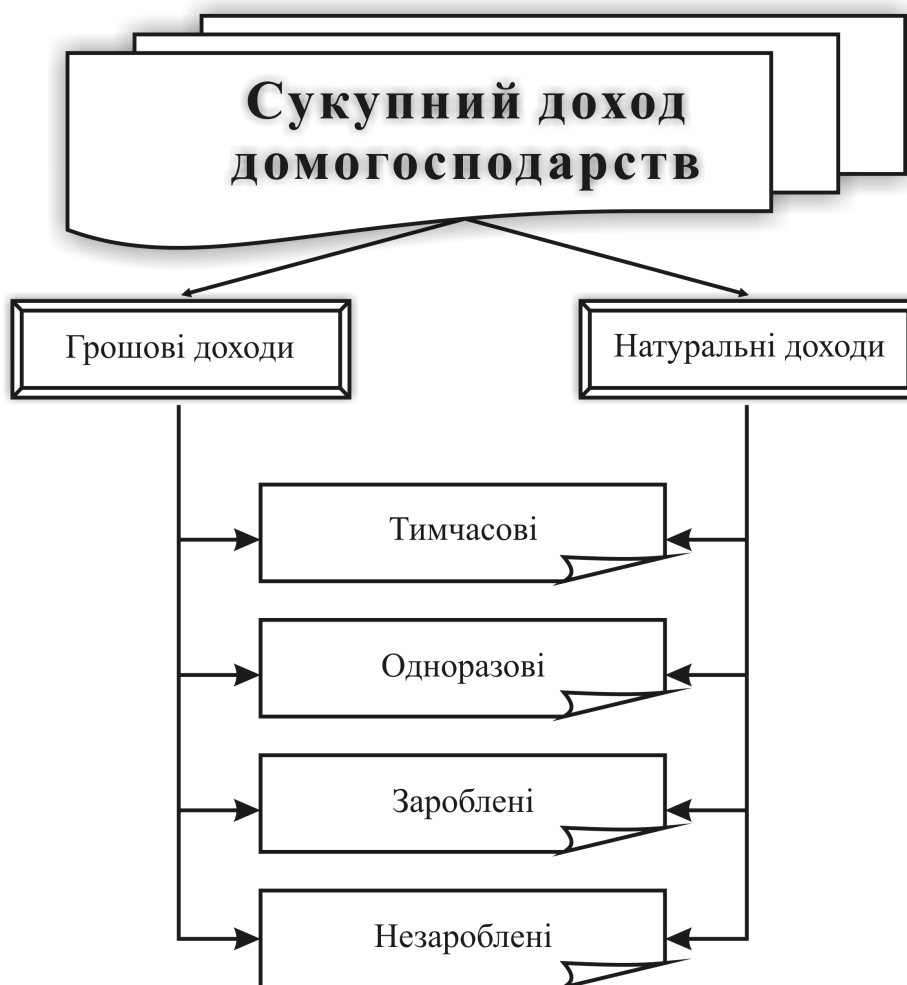 Сукупний доход
домогосподарств
Грошові доходи
Натуральні доходи
Тимчасові
Одноразові
Зароблені
Незароблені